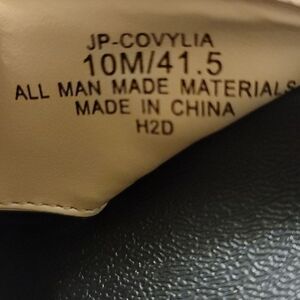 JP-COVYLIA
10M/41.5
ALL MAN MADE MATERIALS
MADE IN CHINA
H2D